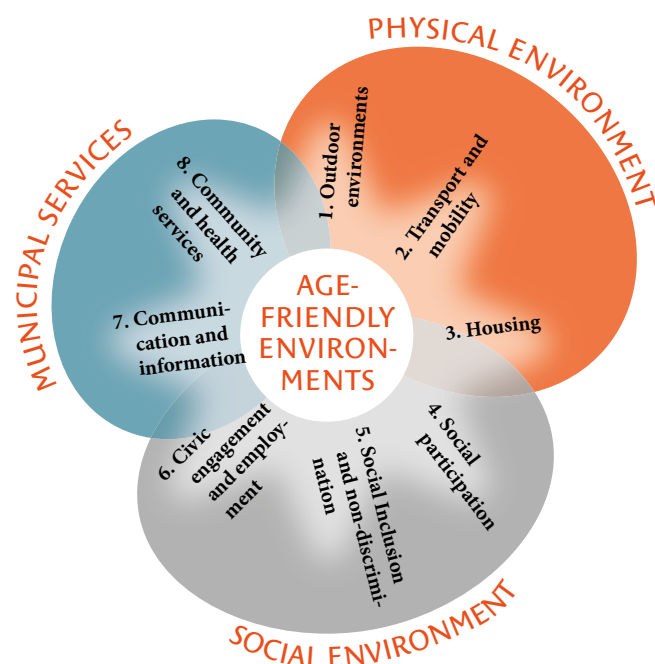 PHYSICAL ENVIRONMENT
MUNICIPAL SERVICES
SOCIAL ENVIRONMENT
AGE-
FRIENDLY
ENVIRON-
MENTS
1. Outdoor
environments
2. Transport and
mobility
3. Housing
4. Social
participation
5. Social Inclusion
and non-discrimi-
nation
6. Civic
engagement
and employ-
ment
7. Communi-
cation and
information
8. Community
and health
services